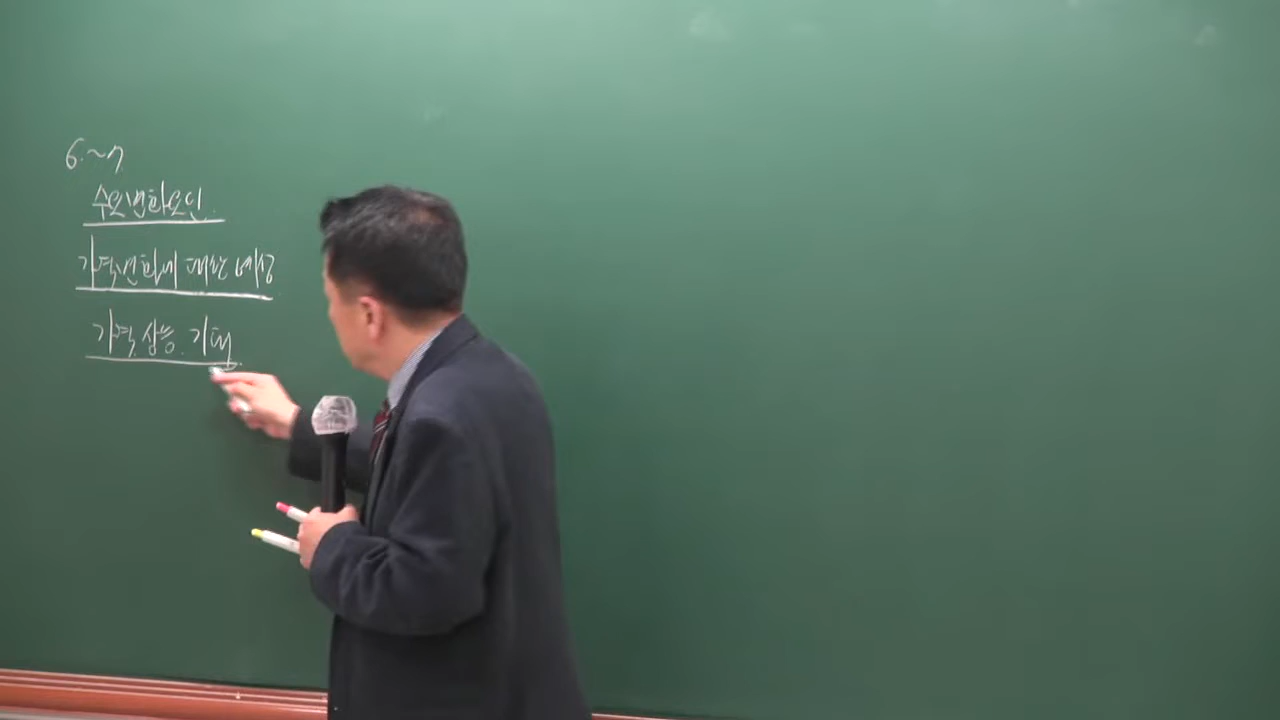 6.~7
수요변화요인
가격변화에 대한 예상
가격 상승 기대